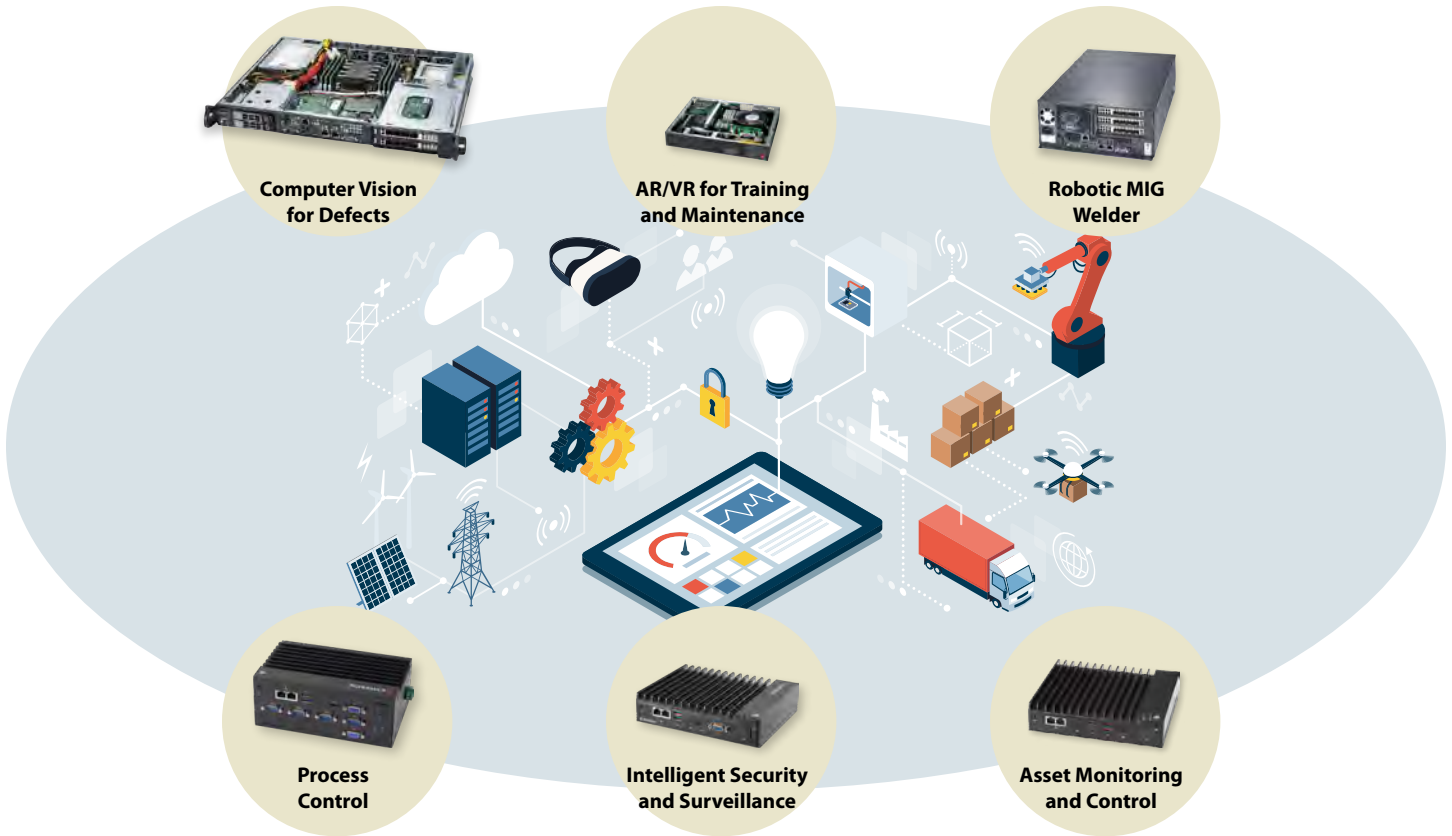 Computer Vision
for Defects
AR/VR for Training
and Maintenance
Robotic MIG
Welder
Process
Control
Intelligent Security
and Surveillance
Asset Monitoring
and Control